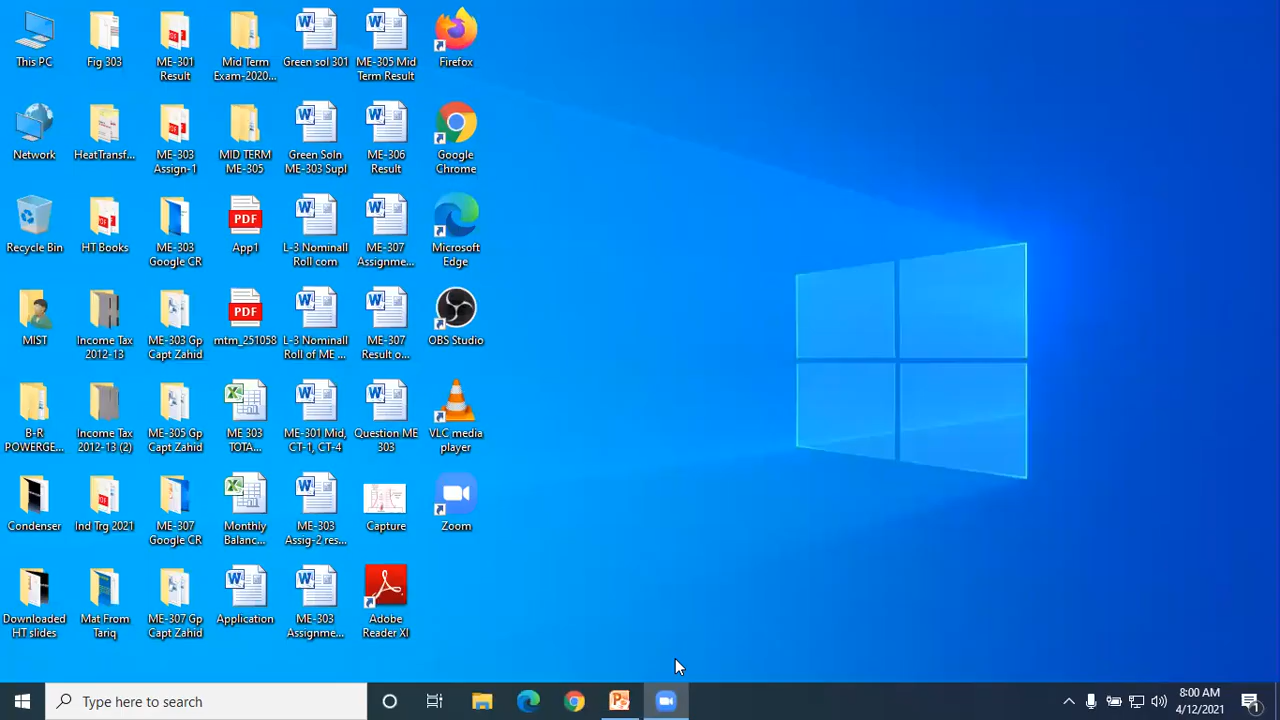 This PC
Fig 303
ME-301
Result
Mid Term
Exam-2020...
Green sol 301
ME-305 Mid
Term Result
Firefox
Network
HeatTransf...
ME-303
Assign-1
MID TERM
ME-305
Green Soln
ME-303 Supl
ME-306
Result
Google
Chrome
Recycle Bin
HT Books
ME-303
Google CR
PDF
App1
L-3 Nominall
Roll com
ME-307
Assignme...
Microsoft
Edge
MIST
Income Tax
2012-13
ME-303 Gp
Capt Zahid
PDF
mtm_251058
L-3 Nominall
Roll of ME ...
ME-307
Result o...
OBS Studio
B-R
POWERGE...
Income Tax
2012-13 (2)
ME-305 Gp
Capt Zahid
ME 303
TOTA...
ME-301 Mid,
CT-1, CT-4
Question ME
303
VLC media
player
Condenser
Ind Trg 2021
ME-307
Google CR
Monthly
Balanc...
ME-303
Assig-2 res...
Capture
Zoom
Downloaded
HT slides
Mat From
Tariq
ME-307 Gp
Capt Zahid
Application
ME-303
Assignme...
Adobe
Reader XI
Type here to search
8:00 AM
4/12/2021
1